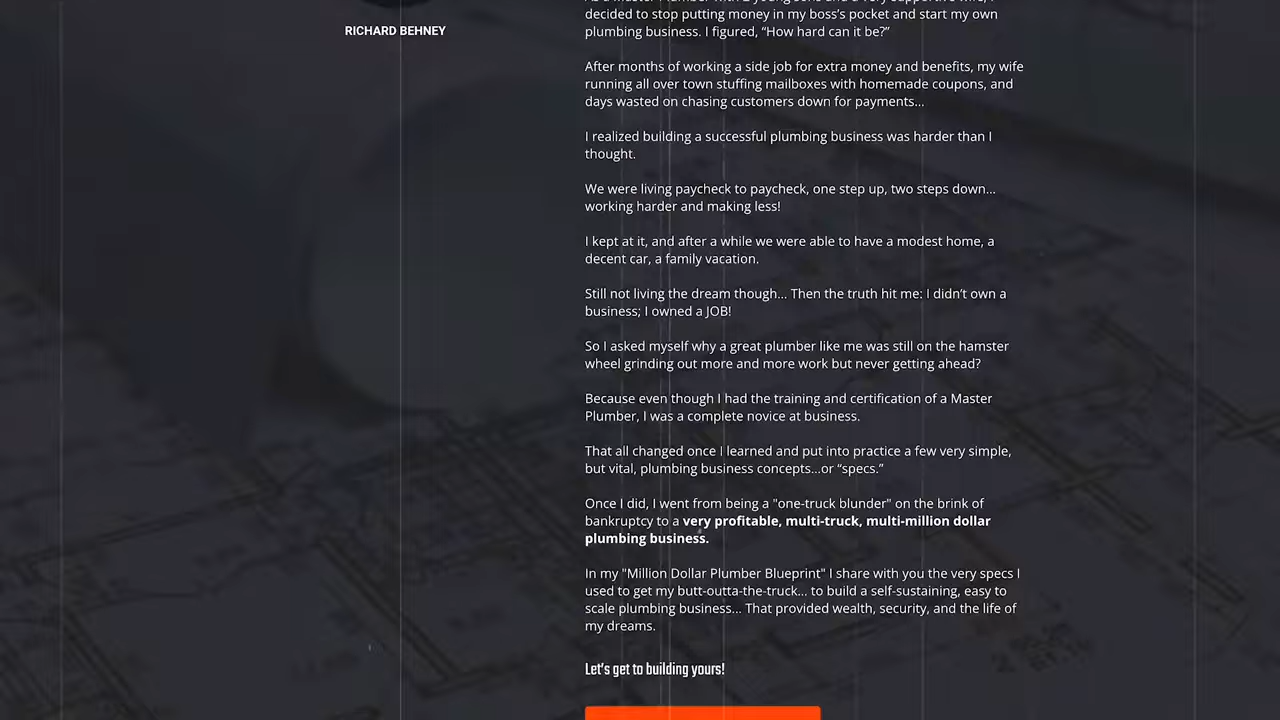 RICHARD BEHNEY
decided to stop putting money in my boss’s pocket and start my own
plumbing business. I figured, “How hard can it be?”
After months of working a side job for extra money and benefits, my wife
running all over town stuffing mailboxes with homemade coupons, and
days wasted on chasing customers down for payments…
I realized building a successful plumbing business was harder than I
thought.
We were living paycheck to paycheck, one step up, two steps down…
working harder and making less!
I kept at it, and after a while we were able to have a modest home, a
decent car, a family vacation.
Still not living the dream though… Then the truth hit me: I didn’t own a
business; I owned a JOB!
So I asked myself why a great plumber like me was still on the hamster
wheel grinding out more and more work but never getting ahead?
Because even though I had the training and certification of a Master
Plumber, I was a complete novice at business.
That all changed once I learned and put into practice a few very simple,
but vital, plumbing business concepts…or “specs.”
Once I did, I went from being a "one-truck blunder" on the brink of
bankruptcy to a very profitable, multi-truck, multi-million dollar
plumbing business.
In my "Million Dollar Plumber Blueprint" I share with you the very specs I
used to get my butt-outta-the-truck… to build a self-sustaining, easy to
scale plumbing business… That provided wealth, security, and the life of
my dreams.
Let’s get to building yours!